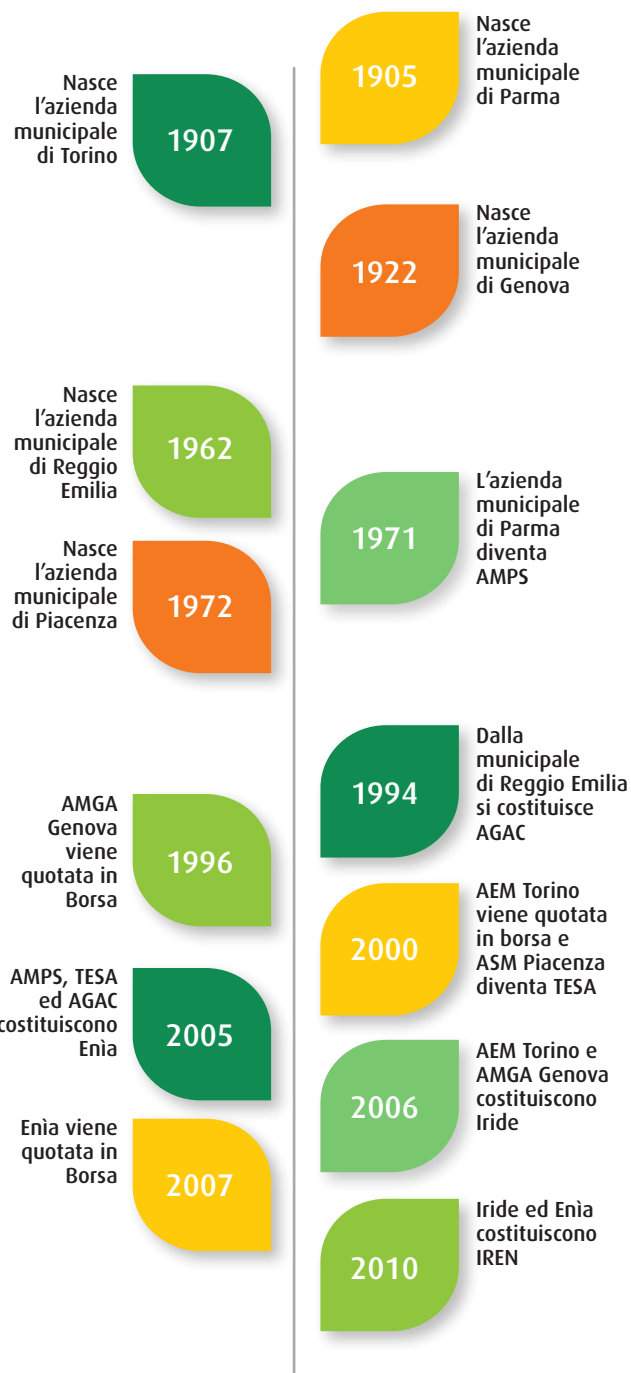 1905
Nasce
l'azienda
municipale
di Parma
Nasce
l'azienda
municipale
di Torino
1907
1922
Nasce
l'azienda
municipale
di Genova
Nasce
l'azienda
municipale
di Reggio
Emilia
1962
1971
L'azienda
municipale
di Parma
diventa
AMPS
Nasce
l'azienda
municipale
di Piacenza
1972
1994
Dalla
municipale
di Reggio Emilia
si costituisce
AGAC
AMGA
Genova
viene
quotata in
Borsa
1996
2000
AEM Torino
viene quotata
in borsa e
ASM Piacenza
diventa TESA
AMPS, TESA
ed AGAC
costituiscono
Enìa
2005
2006
AEM Torino e
AMGA Genova
costituiscono
Iride
Enìa viene
quotata in
Borsa
2007
2010
Iride ed Enìa
costituiscono
IREN